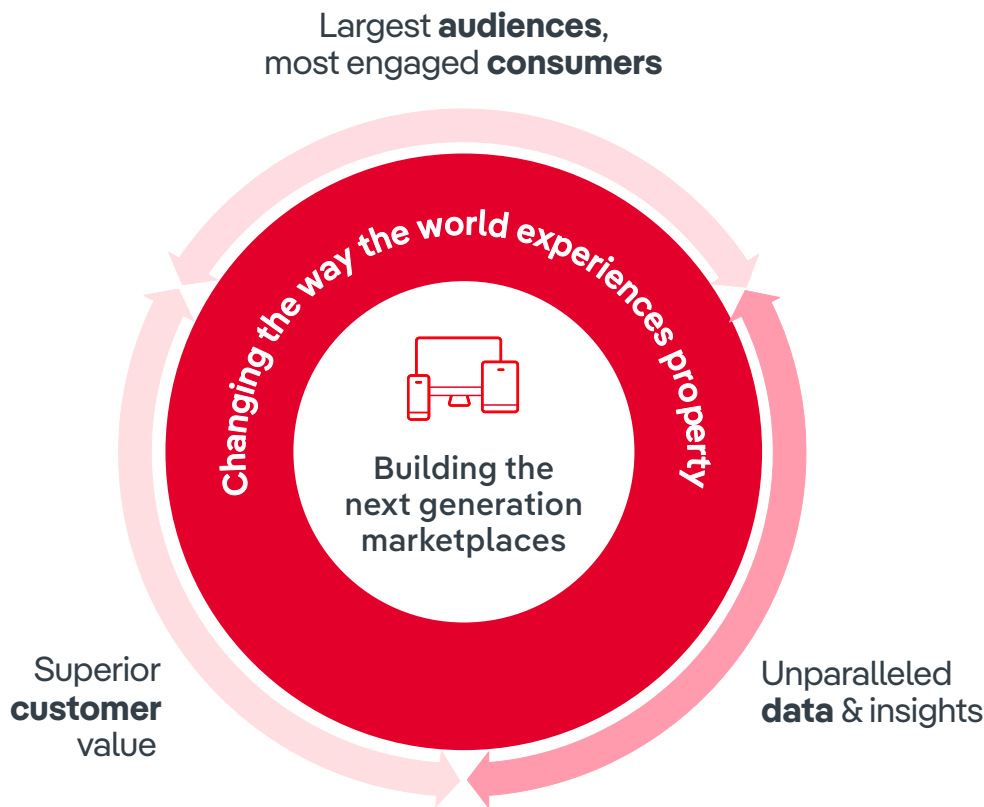 Largest audiences,
most engaged consumers
Changing the way the world experiences property
Building the
next generation
marketplaces
Superior
customer
value
Unparalleled
data & insights